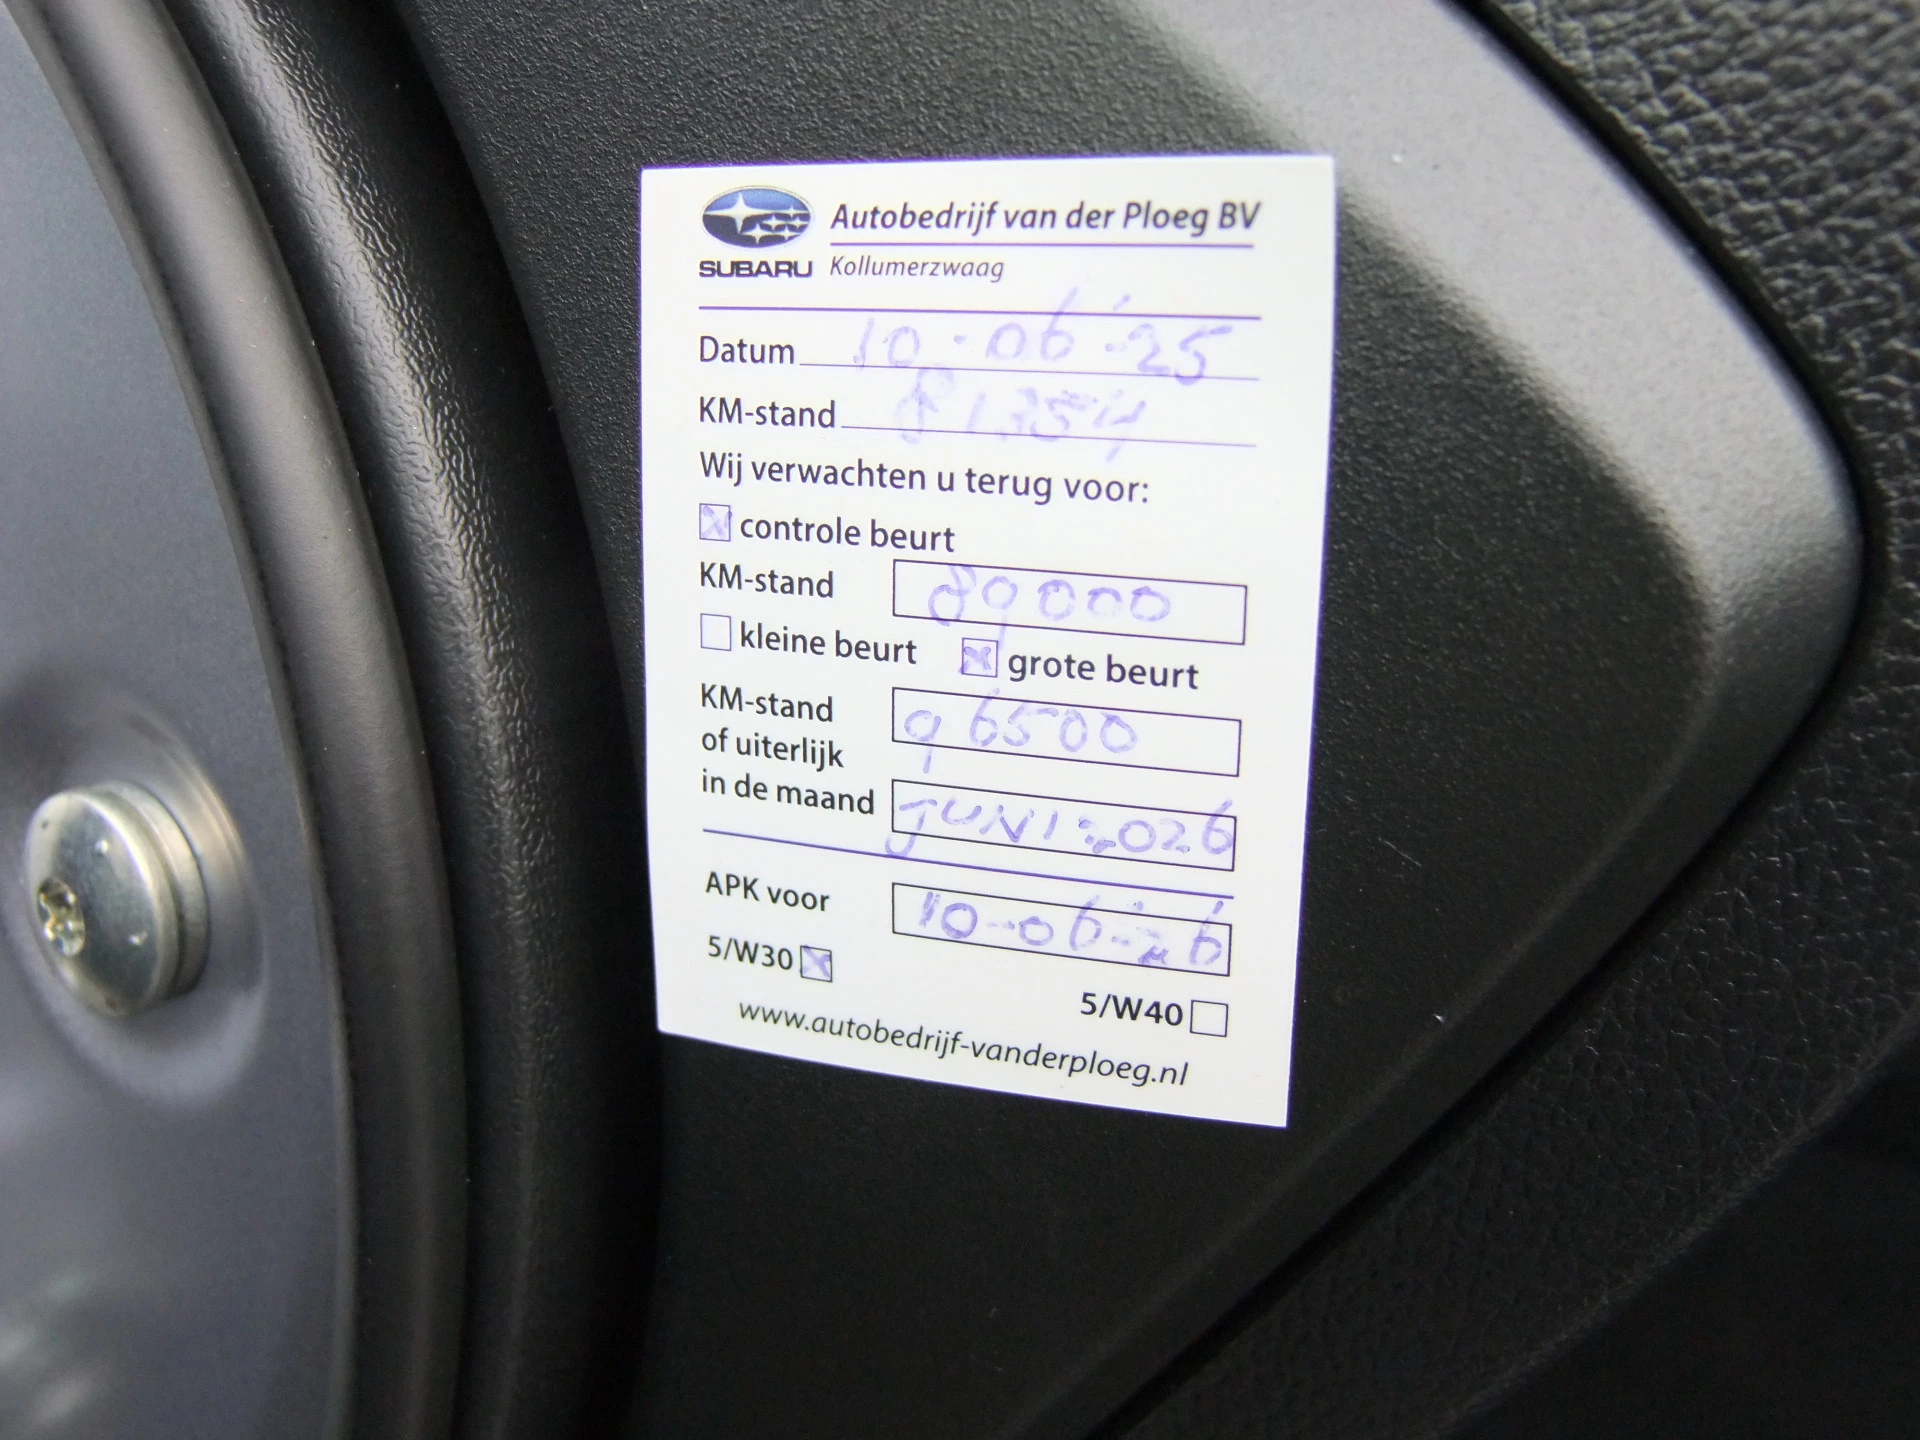 SUBARU
Autobedrijf van der Ploeg BV
Kollumerzwaag
Datum 10-06-'25
KM-stand 81354
Wij verwachten u terug voor:
controle beurt
KM-stand 89000
kleine beurt grote beurt
KM-stand 96500
of uiterlijk
in de maand JUNI 2026
APK voor 10-06-'26
5/W30
5/W40
www.autobedrijf-vanderploeg.nl